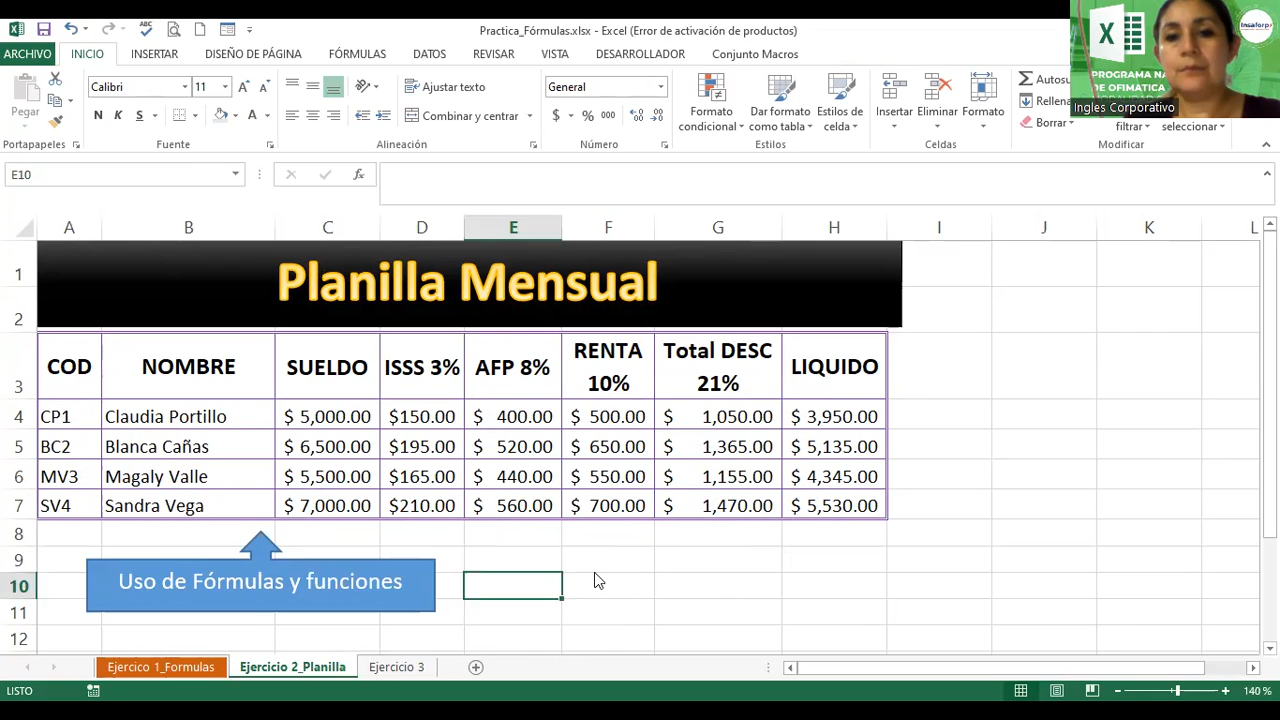 Practica_Fórmulas.xlsx - Excel (Error de activación de productos)
ARCHIVO INICIO INSERTAR DISEÑO DE PÁGINA FÓRMULAS DATOS REVISAR VISTA DESARROLLADOR Conjunto Macros
Pegar
Calibri 11
N K S
Ajustar texto
Combinar y centrar
General
$ % 000
Formato condicional
Dar formato como tabla
Estilos de celda
Insertar
Eliminar
Formato
Autosu
Rellena
Borrar
filtrar
seleccionar
Portapapeles Fuente Alineación Número Estilos Celdas Modificar
PROGRAMA NA
DE OFIMATICA
Ingles Corporativo
Insaforp
E10
A B C D E F G H I J K L
1 2 Planilla Mensual
3 COD NOMBRE SUELDO ISSS 3% AFP 8% RENTA 10% Total DESC 21% LIQUIDO
4 CP1 Claudia Portillo $ 5,000.00 $150.00 $ 400.00 $ 500.00 $ 1,050.00 $ 3,950.00
5 BC2 Blanca Cañas $ 6,500.00 $195.00 $ 520.00 $ 650.00 $ 1,365.00 $ 5,135.00
6 MV3 Magaly Valle $ 5,500.00 $165.00 $ 440.00 $ 550.00 $ 1,155.00 $ 4,345.00
7 SV4 Sandra Vega $ 7,000.00 $210.00 $ 560.00 $ 700.00 $ 1,470.00 $ 5,530.00
8
9
10
11
12
Uso de Fórmulas y funciones
Ejercico 1_Formulas Ejercicio 2_Planilla Ejercicio 3
LISTO
140 %